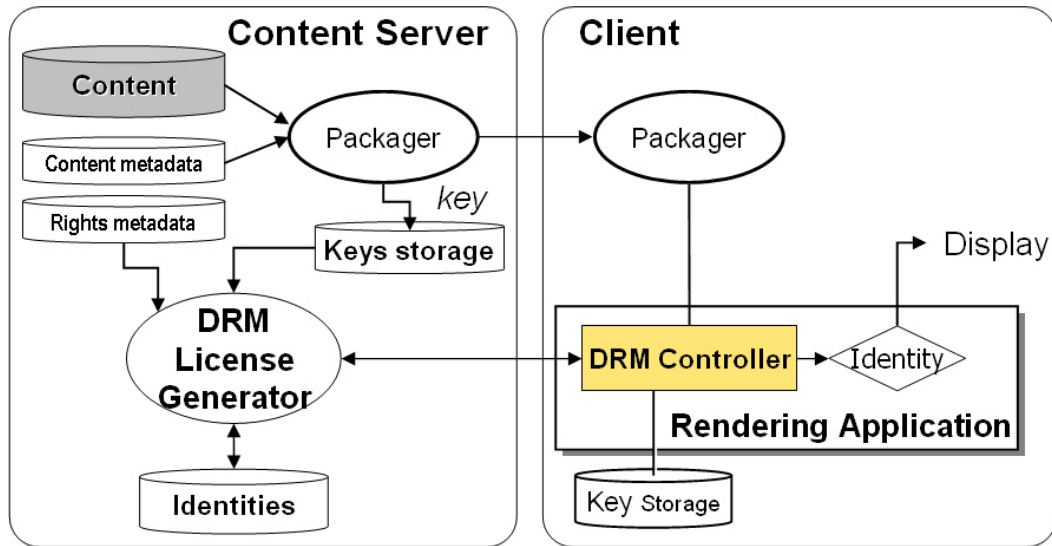 Content Server
Content
Content metadata
Rights metadata
Packager
key
Keys storage
DRM
License
Generator
Identities
Client
Packager
Display
DRM Controller
Identity
Rendering Application
Key Storage